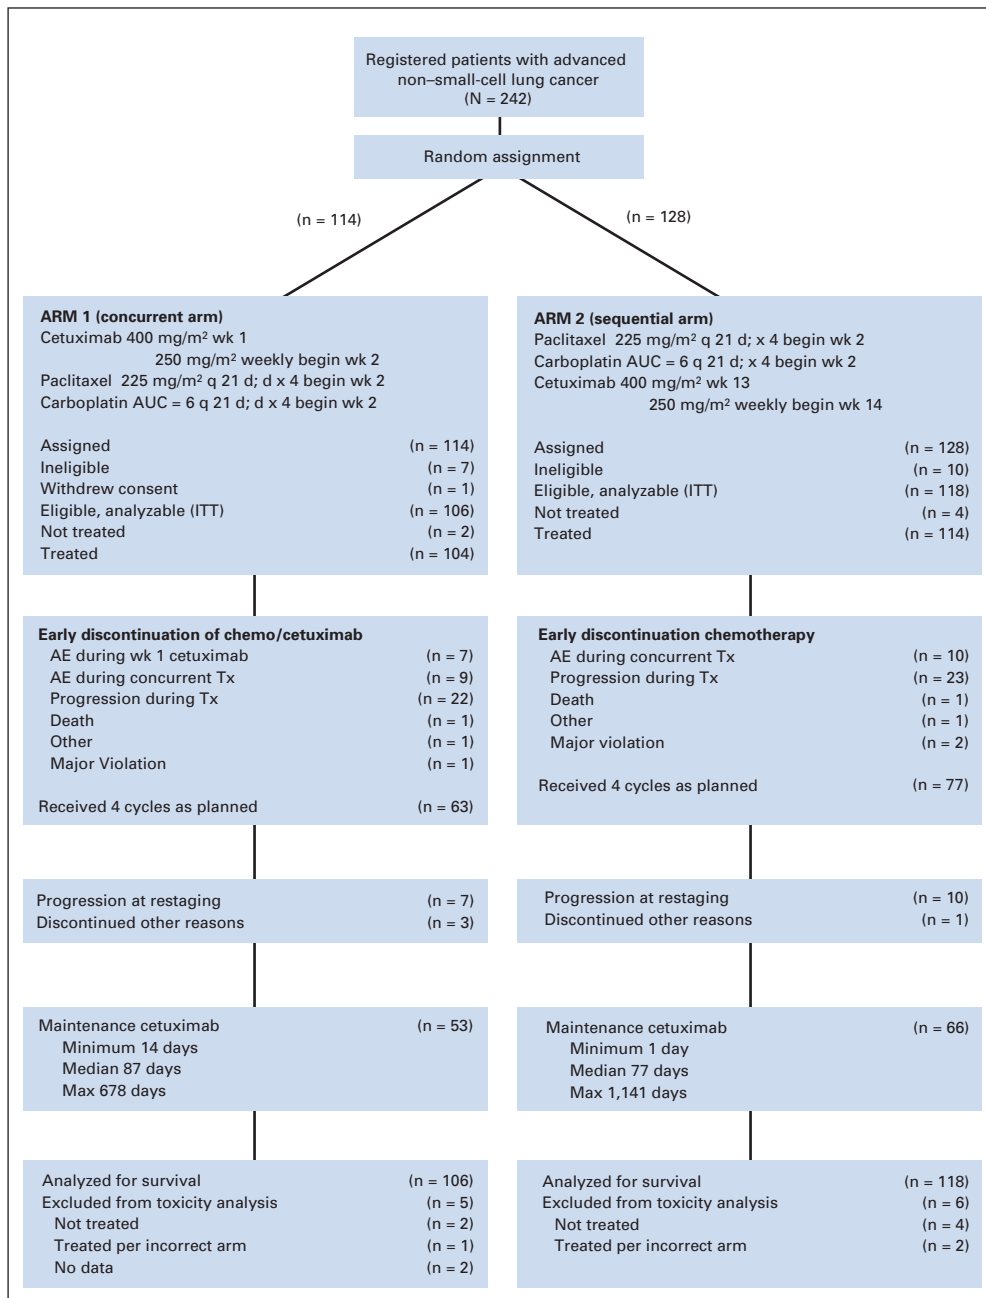 Registered patients with advanced
non–small-cell lung cancer
(N = 242)
Random assignment
(n = 114)
(n = 128)
ARM 1 (concurrent arm)
Cetuximab 400 mg/m² wk 1
250 mg/m² weekly begin wk 2
Paclitaxel 225 mg/m² q 21 d; d x 4 begin wk 2
Carboplatin AUC = 6 q 21 d; d x 4 begin wk 2
Assigned (n = 114)
Ineligible (n = 7)
Withdrew consent (n = 1)
Eligible, analyzable (ITT) (n = 106)
Not treated (n = 2)
Treated (n = 104)
ARM 2 (sequential arm)
Paclitaxel 225 mg/m² q 21 d; x 4 begin wk 2
Carboplatin AUC = 6 q 21 d; x 4 begin wk 2
Cetuximab 400 mg/m² wk 13
250 mg/m² weekly begin wk 14
Assigned (n = 128)
Ineligible (n = 10)
Eligible, analyzable (ITT) (n = 118)
Not treated (n = 4)
Treated (n = 114)
Early discontinuation of chemo/cetuximab
AE during wk 1 cetuximab (n = 7)
AE during concurrent Tx (n = 9)
Progression during Tx (n = 22)
Death (n = 1)
Other (n = 1)
Major Violation (n = 1)
Received 4 cycles as planned (n = 63)
Early discontinuation chemotherapy
AE during concurrent Tx (n = 10)
Progression during Tx (n = 23)
Death (n = 1)
Other (n = 1)
Major violation (n = 2)
Received 4 cycles as planned (n = 77)
Progression at restaging (n = 7)
Discontinued other reasons (n = 3)
Progression at restaging (n = 10)
Discontinued other reasons (n = 1)
Maintenance cetuximab (n = 53)
Minimum 14 days
Median 87 days
Max 678 days
Maintenance cetuximab (n = 66)
Minimum 1 day
Median 77 days
Max 1,141 days
Analyzed for survival (n = 106)
Excluded from toxicity analysis (n = 5)
Not treated (n = 2)
Treated per incorrect arm (n = 1)
No data (n = 2)
Analyzed for survival (n = 118)
Excluded from toxicity analysis (n = 6)
Not treated (n = 4)
Treated per incorrect arm (n = 2)